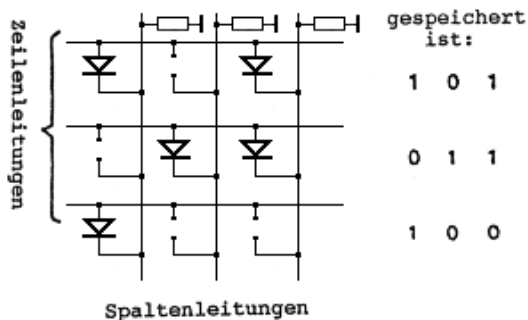 gespeichert
ist:
Zeilenleitungen
1 0 1
0 1 1
1 0 0
Spaltenleitungen